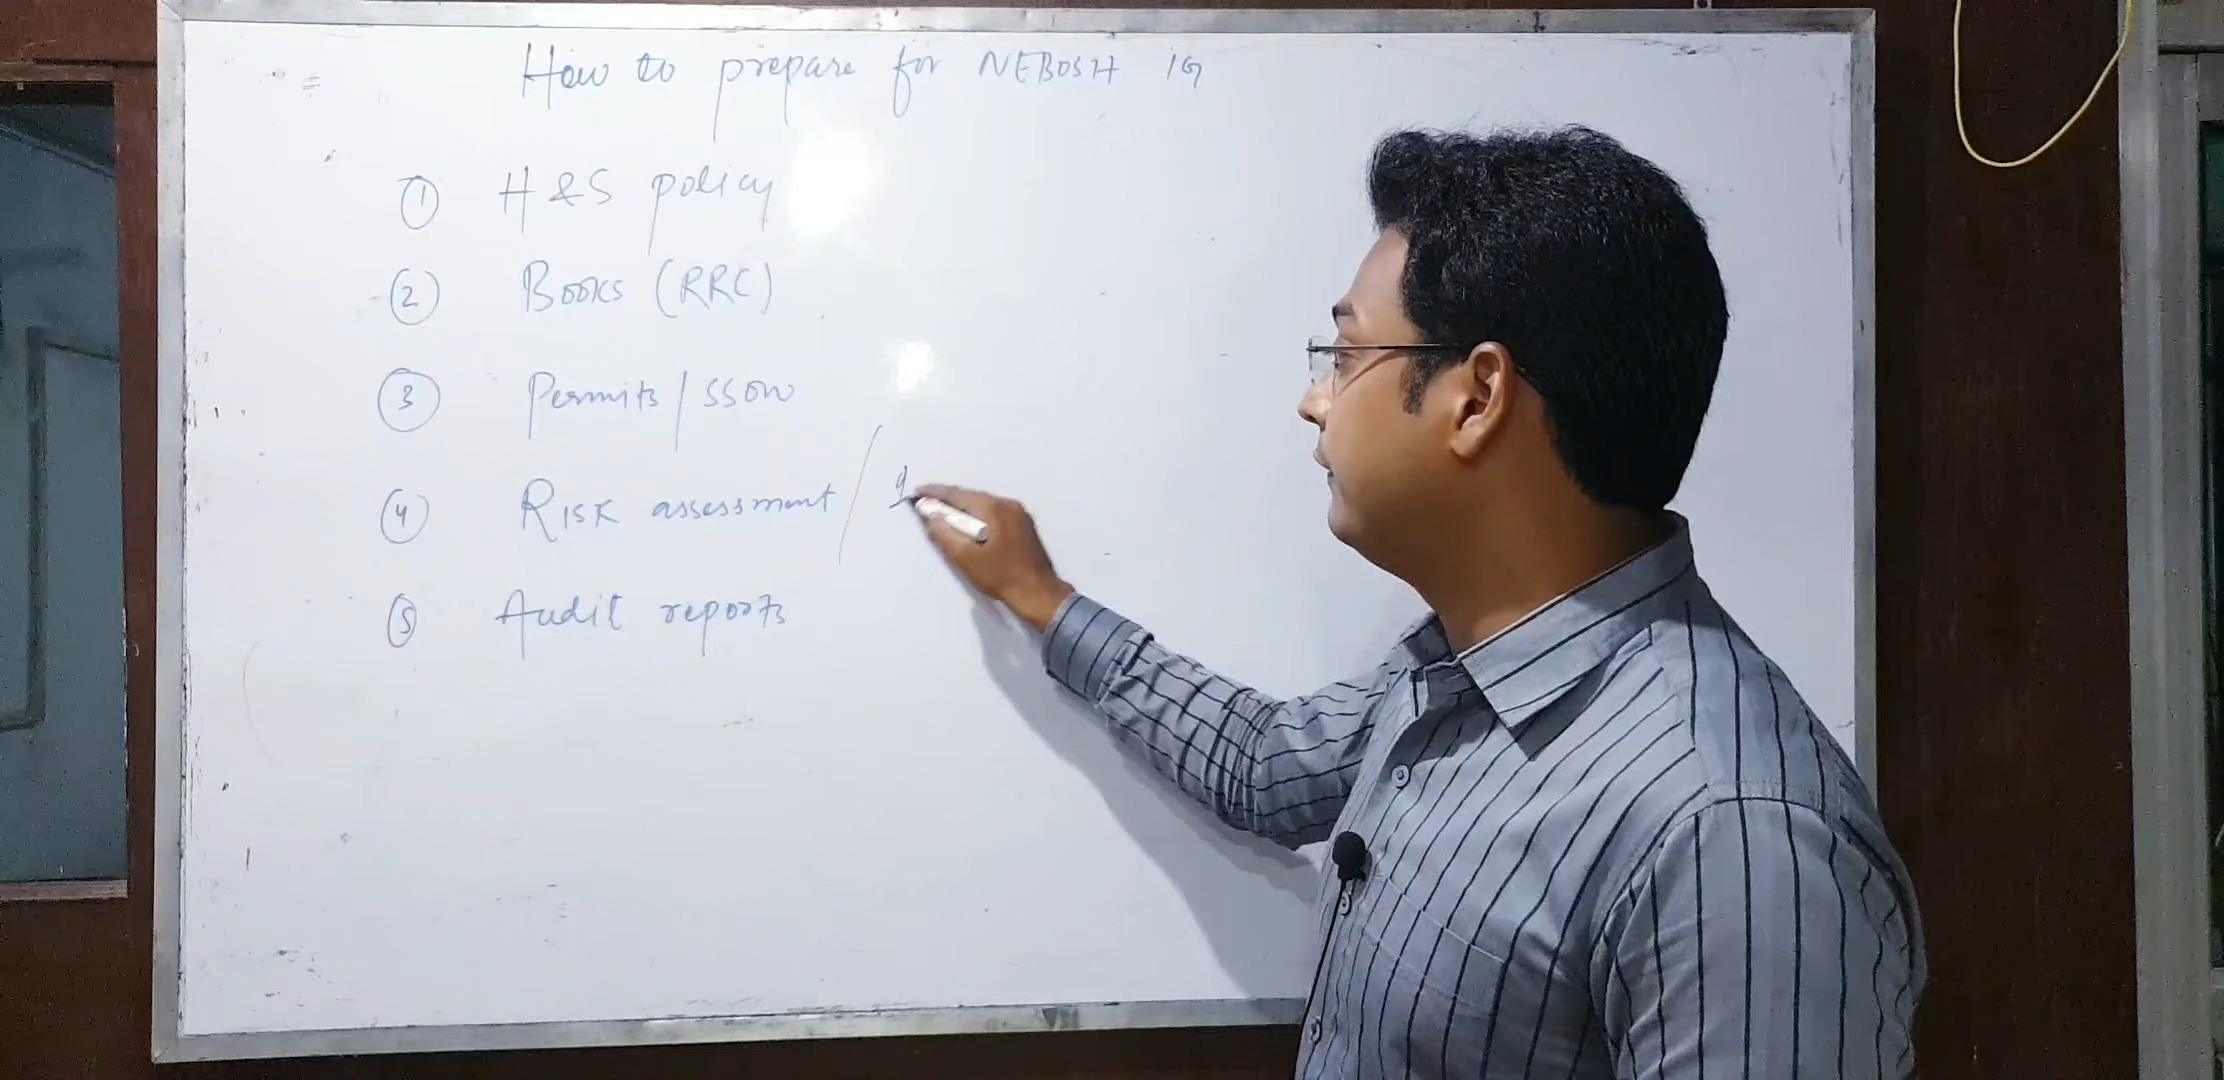 How to prepare for NEBOSH IG
① H &S policy
② Books (RRC)
③ Permits / SSOW
④ Risk assessment /
⑤ Audit reports